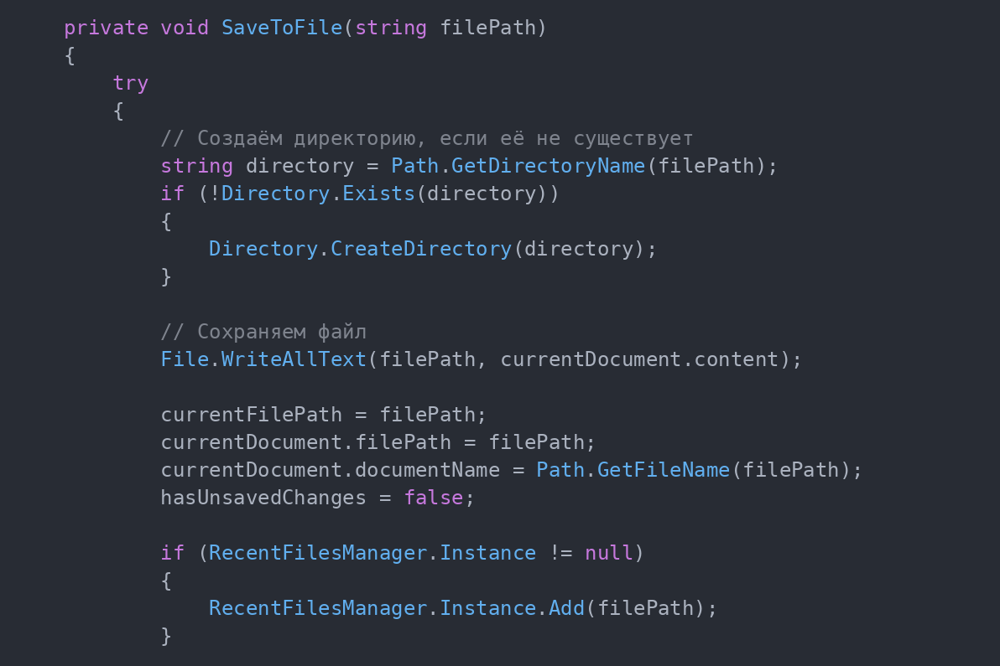 private void SaveToFile(string filePath)
{
try
{
// Создаём директорию, если её не существует
string directory = Path.GetDirectoryName(filePath);
if (!Directory.Exists(directory))
{
Directory.CreateDirectory(directory);
}
// Сохраняем файл
File.WriteAllText(filePath, currentDocument.content);
currentFilePath = filePath;
currentDocument.filePath = filePath;
currentDocument.documentName = Path.GetFileName(filePath);
hasUnsavedChanges = false;
if (RecentFilesManager.Instance != null)
{
RecentFilesManager.Instance.Add(filePath);
}